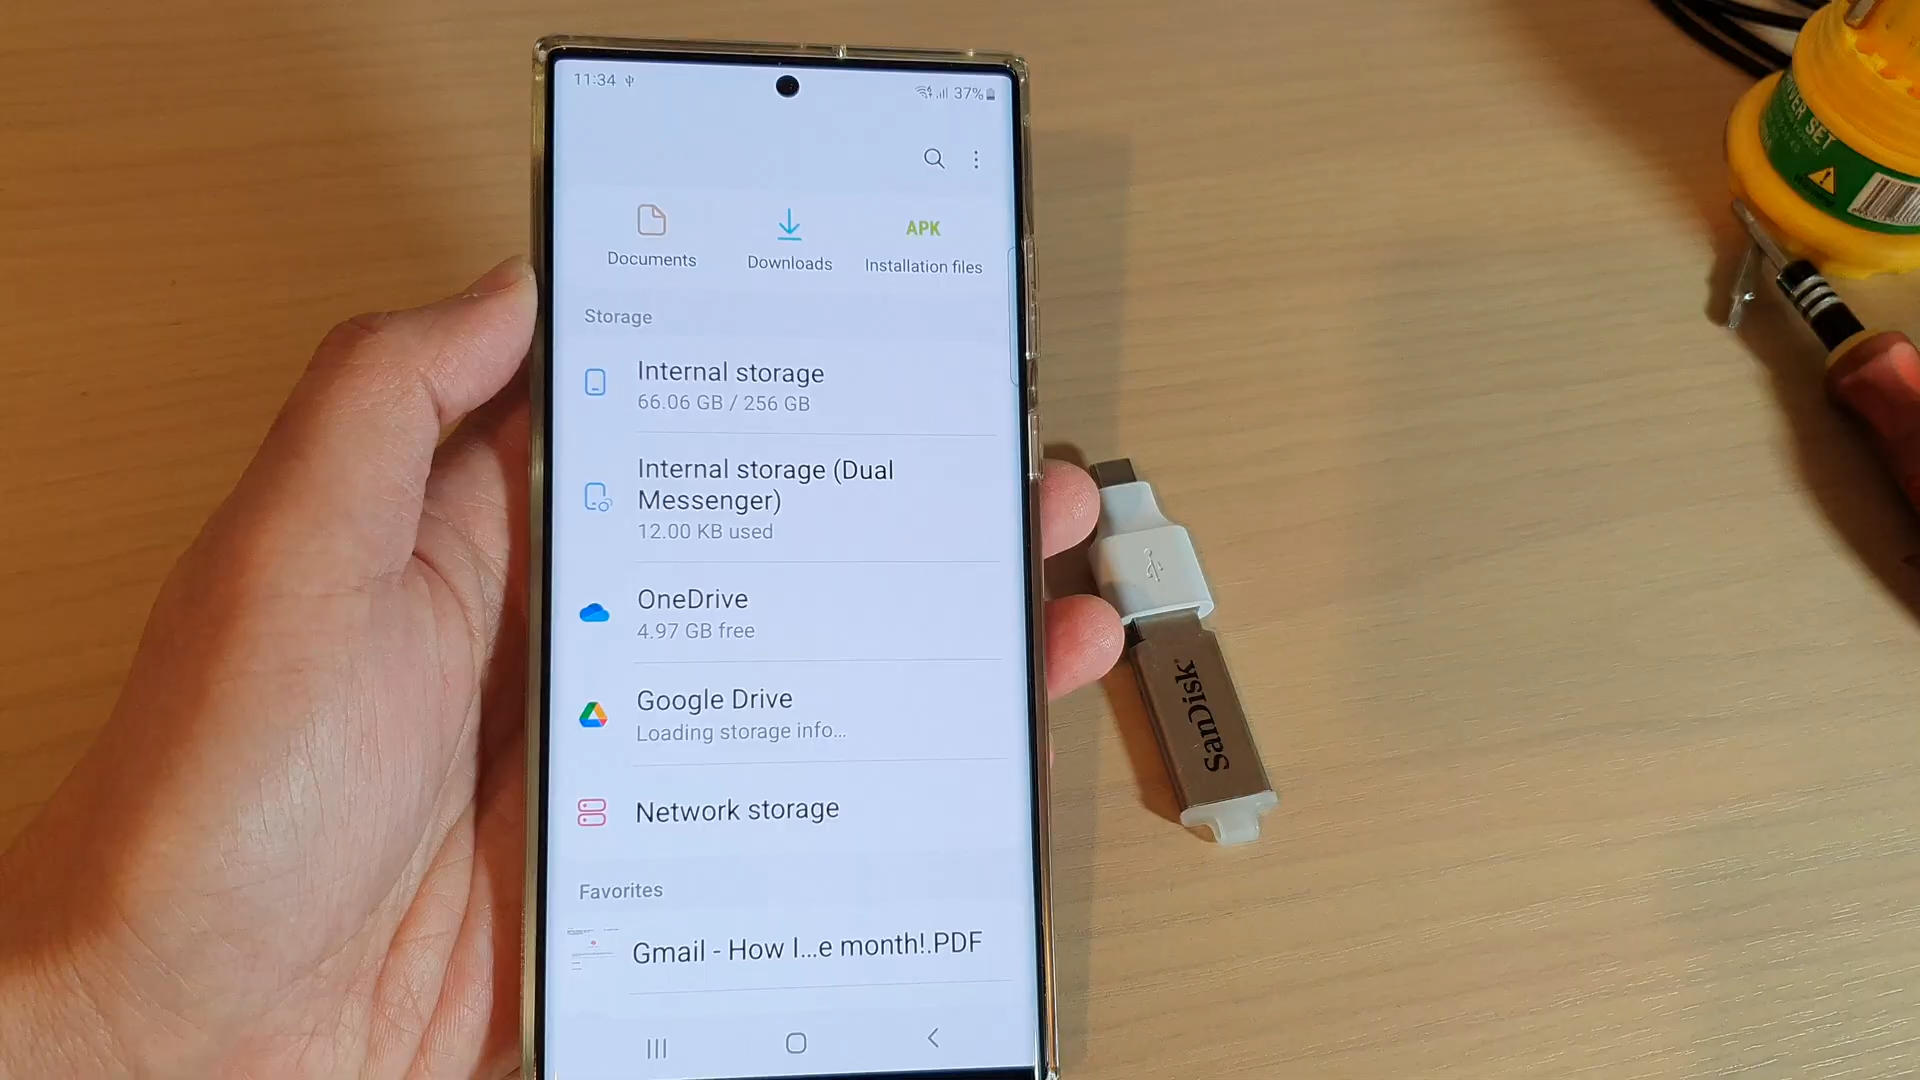 11:34
37%
Documents
Downloads
APK
Installation files
Storage
Internal storage
66.06 GB / 256 GB
Internal storage (Dual
Messenger)
12.00 KB used
OneDrive
4.97 GB free
Google Drive
Loading storage info...
Network storage
Favorites
Gmail - How l...e month!.PDF
SanDisk
VER SET